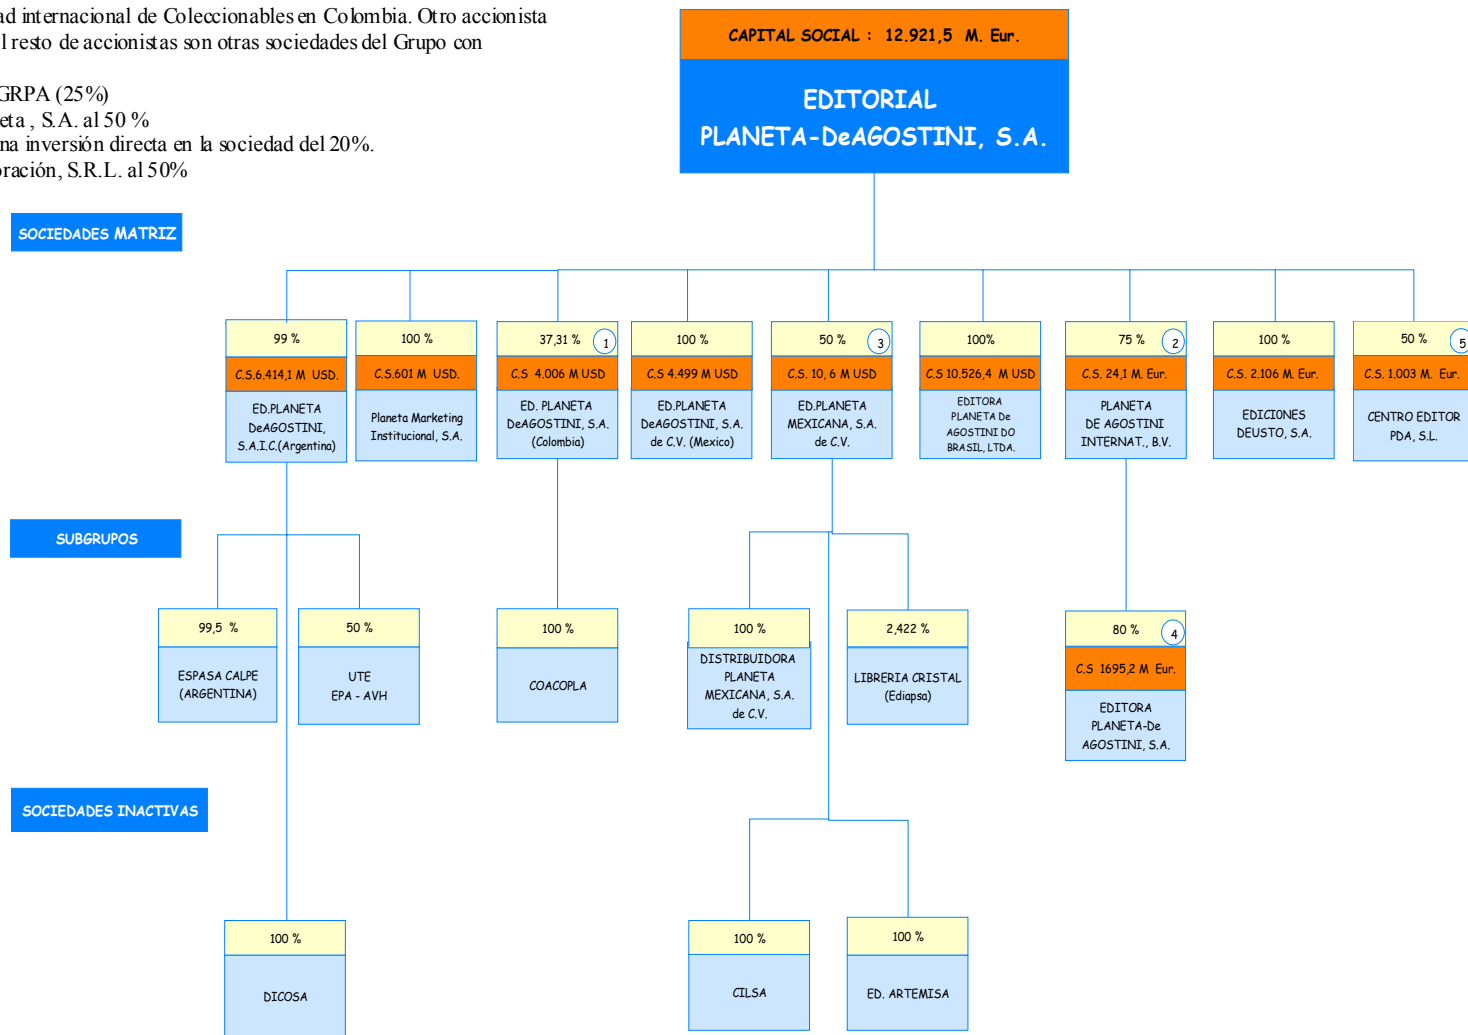 ad internacional de Coleccionables en Colombia. Otro accionista
l resto de accionistas son otras sociedades del Grupo con
GRPA (25%)
eta , S.A. al 50 %
na inversión directa en la sociedad del 20%.
oración, S.R.L. al 50%
CAPITAL SOCIAL : 12.921,5 M. Eur.
EDITORIAL
PLANETA-DeAGOSTINI, S.A.
SOCIEDADES MATRIZ
99 %
C.S.6.414,1 M USD.
ED.PLANETA
DeAGOSTINI,
S.A.I.C.(Argentina)
100 %
C.S.601 M USD.
Planeta Marketing
Institucional, S.A.
37,31 % 1
C.S 4.006 M USD
ED. PLANETA
DeAGOSTINI, S.A.
(Colombia)
100 %
C.S 4.499 M USD
ED.PLANETA
DeAGOSTINI, S.A.
de C.V. (Mexico)
50 % 3
C.S. 10, 6 M USD
ED.PLANETA
MEXICANA, S.A.
de C.V.
100%
C.S 10.526,4 M USD
EDITORA
PLANETA De
AGOSTINI DO
BRASIL, LTDA.
75 % 2
C.S. 24,1 M. Eur.
PLANETA
DE AGOSTINI
INTERNAT., B.V.
100 %
C.S. 2.106 M. Eur.
EDICIONES
DEUSTO, S.A.
50 % 5
C.S. 1.003 M. Eur.
CENTRO EDITOR
PDA, S.L.
SUBGRUPOS
99,5 %
ESPASA CALPE
(ARGENTINA)
50 %
UTE
EPA - AVH
100 %
COACOPLA
100 %
DISTRIBUIDORA
PLANETA
MEXICANA, S.A.
de C.V.
2,422 %
LIBRERIA CRISTAL
(Ediapsa)
80 % 4
C.S 1695,2 M Eur.
EDITORA
PLANETA-De
AGOSTINI, S.A.
SOCIEDADES INACTIVAS
100 %
DICOSA
100 %
CILSA
100 %
ED. ARTEMISA